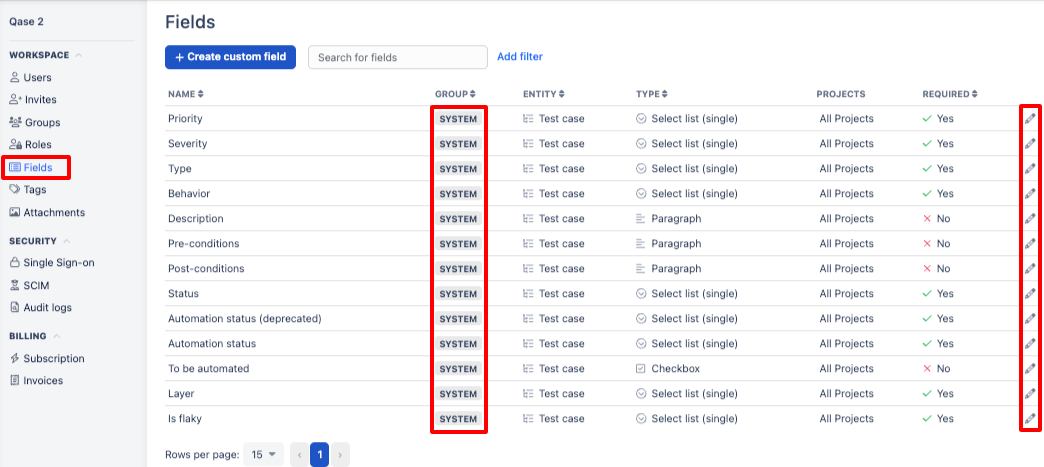 Qase 2
WORKSPACE
Users
Invites
Groups
Roles
Fields
Tags
Attachments
SECURITY
Single Sign-on
SCIM
Audit logs
BILLING
Subscription
Invoices
Fields
+ Create custom field Search for fields Add filter
NAME GROUP ENTITY TYPE PROJECTS REQUIRED
Priority SYSTEM Test case Select list (single) All Projects Yes
Severity SYSTEM Test case Select list (single) All Projects Yes
Type SYSTEM Test case Select list (single) All Projects Yes
Behavior SYSTEM Test case Select list (single) All Projects Yes
Description SYSTEM Test case Paragraph All Projects No
Pre-conditions SYSTEM Test case Paragraph All Projects No
Post-conditions SYSTEM Test case Paragraph All Projects No
Status SYSTEM Test case Select list (single) All Projects Yes
Automation status (deprecated) SYSTEM Test case Select list (single) All Projects Yes
Automation status SYSTEM Test case Select list (single) All Projects Yes
To be automated SYSTEM Test case Checkbox All Projects No
Layer SYSTEM Test case Select list (single) All Projects Yes
Is flaky SYSTEM Test case Select list (single) All Projects Yes
Rows per page: 15 ‹ 1 ›